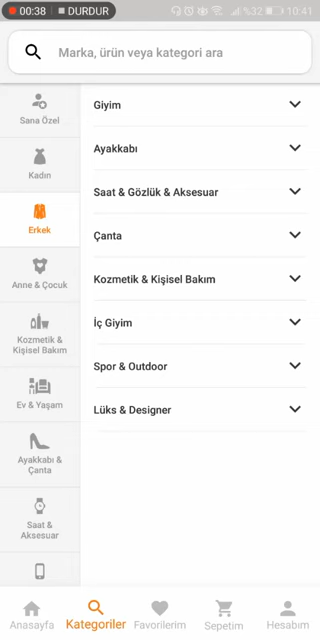 00:38 DURDUR %32 10:41
Marka, ürün veya kategori ara
Sana Özel
Kadın
Erkek
Anne & Çocuk
Kozmetik &
Kişisel Bakım
Ev & Yaşam
Ayakkabı &
Çanta
Saat &
Aksesuar
Giyim
Ayakkabı
Saat & Gözlük & Aksesuar
Çanta
Kozmetik & Kişisel Bakım
İç Giyim
Spor & Outdoor
Lüks & Designer
Anasayfa
Kategoriler
Favorilerim
Sepetim
Hesabım